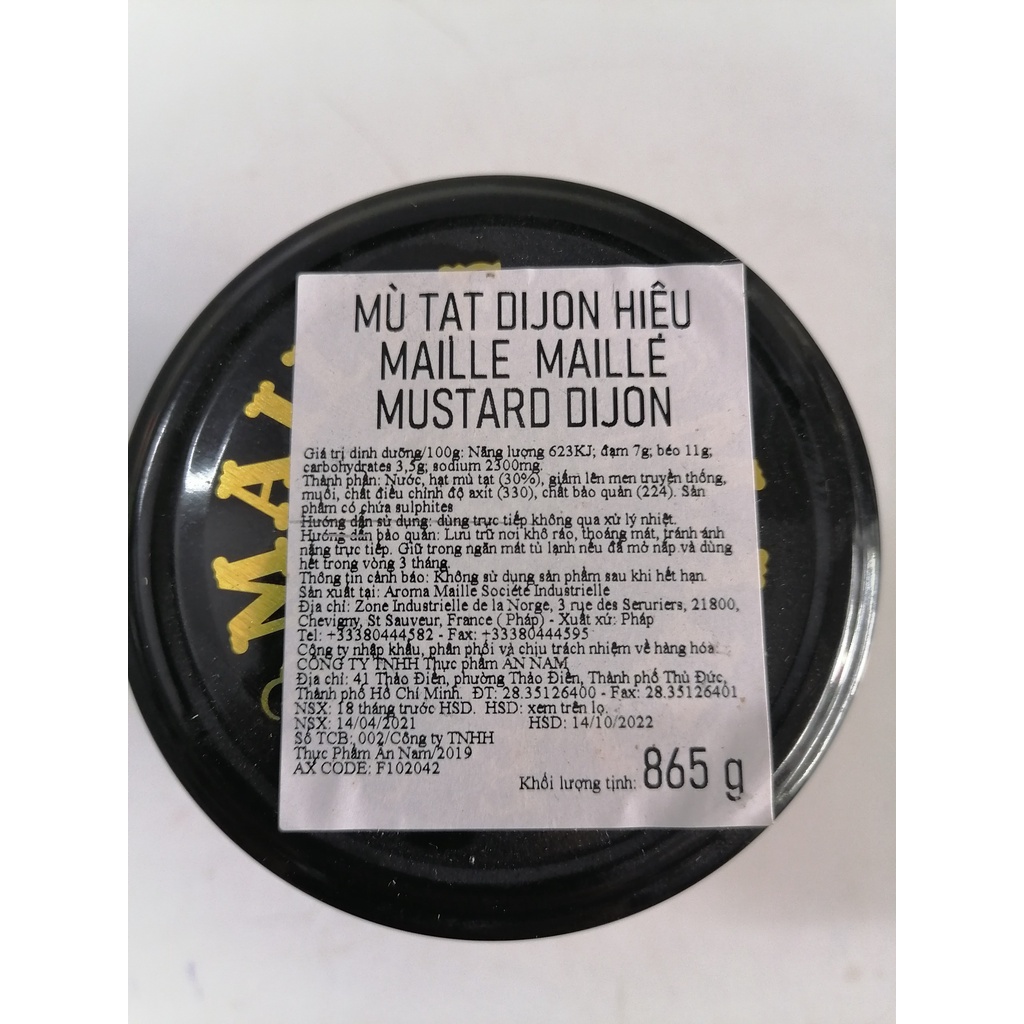 MÙ TAT DIJON HIỆU
MAILLE MAILLE
MUSTARD DIJON
Giá trị dinh dưỡng/100g: Năng lượng 623KJ; đạm 7g; béo 11g;
carbohydrates 3,5g; sodium 2300mg.
Thành phần: Nước, hạt mù tạt (30%), giấm lên men truyền thống,
muối, chất điều chỉnh độ axit (330), chất bảo quản (224). Sản
phẩm có chứa sulphites
Hướng dẫn sử dụng: dùng trực tiếp không qua xử lý nhiệt.
Hướng dẫn bảo quản: Lưu trữ nơi khô ráo, thoáng mát, tránh ánh
nắng trực tiếp. Giữ trong ngăn mát tủ lạnh nếu đã mở nắp và dùng
hết trong vòng 3 tháng.
Thông tin cảnh báo: Không sử dụng sản phẩm sau khi hết hạn.
Sản xuất tại: Aroma Maille Société Industrielle
Địa chỉ: Zone Industrielle de la Norge, 3 rue des Seruriers, 21800,
Chevigny, St Sauveur, France ( Pháp) - Xuất xứ: Pháp
Tel: +33380444582 - Fax: +33380444595
Công ty nhập khẩu, phân phối và chịu trách nhiệm về hàng hóa:
CÔNG TY TNHH Thực phẩm AN NAM
Địa chỉ: 41 Thảo Điền, phường Thảo Điền, Thành phố Thủ Đức,
Thành phố Hồ Chí Minh. ĐT: 28.35126400 - Fax: 28.35126401
NSX: 18 tháng trước HSD. HSD: xem trên lọ.
NSX: 14/04/2021 HSD: 14/10/2022
Số TCB: 002/Công ty TNHH
Thực Phẩm An Nam/2019
AX CODE: F102042
Khối lượng tịnh: 865 g
MAI